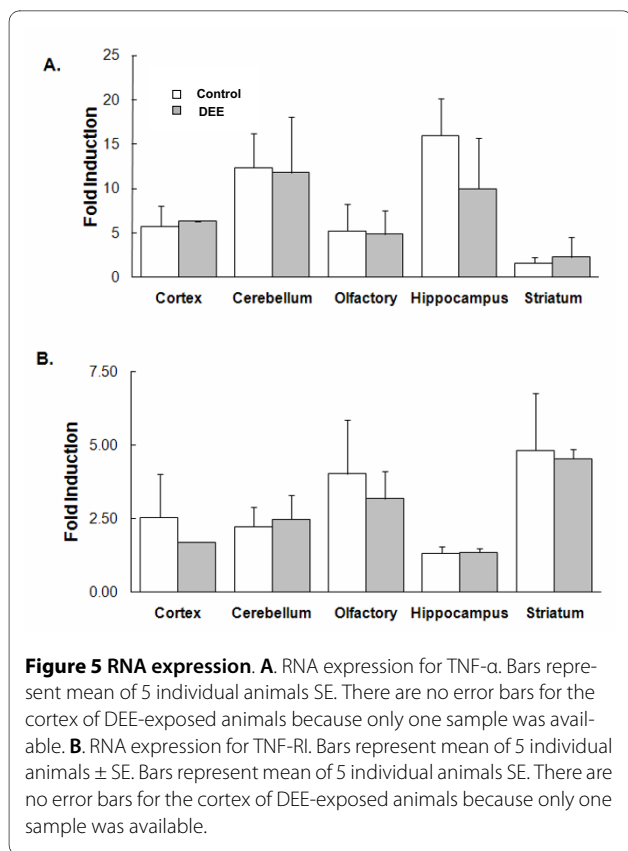 A.
25
20
15
10
5
0
Fold Induction
Control
DEE
Cortex Cerebellum Olfactory Hippocampus Striatum
B.
7.50
5.00
2.50
0.00
Fold Induction
Cortex Cerebellum Olfactory Hippocampus Striatum
Figure 5 RNA expression. A. RNA expression for TNF-α. Bars repre-
sent mean of 5 individual animals SE. There are no error bars for the
cortex of DEE-exposed animals because only one sample was avail-
able. B. RNA expression for TNF-RI. Bars represent mean of 5 individual
animals ± SE. Bars represent mean of 5 individual animals SE. There are
no error bars for the cortex of DEE-exposed animals because only one
sample was available.